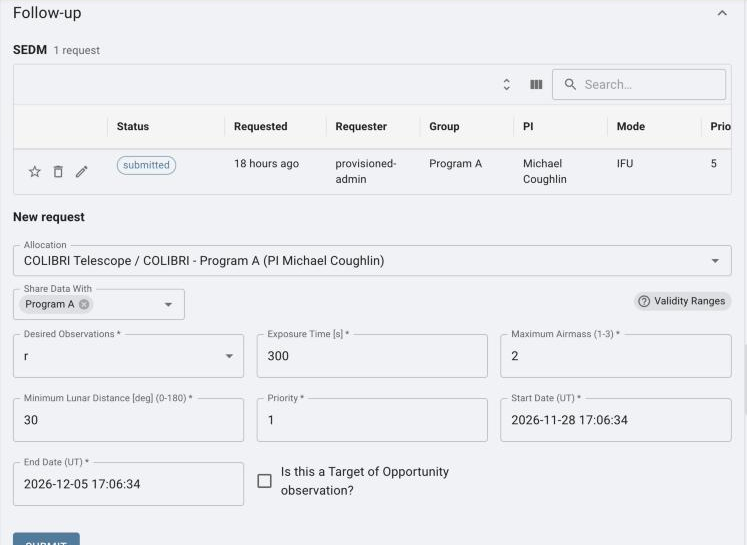 Follow-up
SEDM 1 request
Search...
Status Requested Requester Group PI Mode Prio
submitted 18 hours ago provisioned-admin Program A Michael Coughlin IFU 5
New request
Allocation
COLIBRI Telescope / COLIBRI - Program A (PI Michael Coughlin)
Share Data With
Program A
Validity Ranges
Desired Observations *
r
Exposure Time [s] *
300
Maximum Airmass (1-3) *
2
Minimum Lunar Distance [deg] (0-180) *
30
Priority *
1
Start Date (UT) *
2026-11-28 17:06:34
End Date (UT) *
2026-12-05 17:06:34
Is this a Target of Opportunity
observation?
SUBMIT